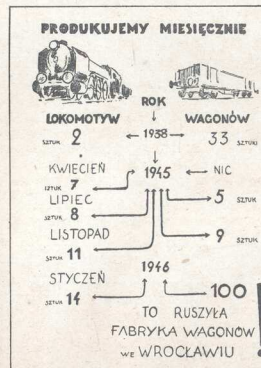 PRODUKUJEMY MIESIĘCZNIE
ROK
LOKOMOTYW WAGONÓW
SZTUK 2 ← 1938 → 33 SZTUKI
KWIECIEŃ
SZTUK 7 1945 ← NIC
LIPIEC 5 SZTUK
SZTUK 8
LISTOPAD 9 SZTUK
SZTUK 11
1946
STYCZEŃ
SZTUK 14 100
TO RUSZYŁA
FABRYKA WAGONÓW
WE WROCŁAWIU !